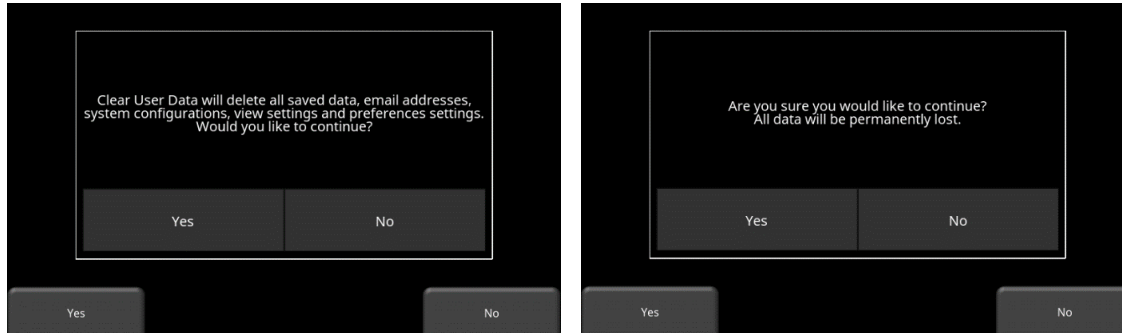 Clear User Data will delete all saved data, email addresses,
system configurations, view settings and preferences settings.
Would you like to continue?
Yes
No
Yes
No
Are you sure you would like to continue?
All data will be permanently lost.
Yes
No
Yes
No